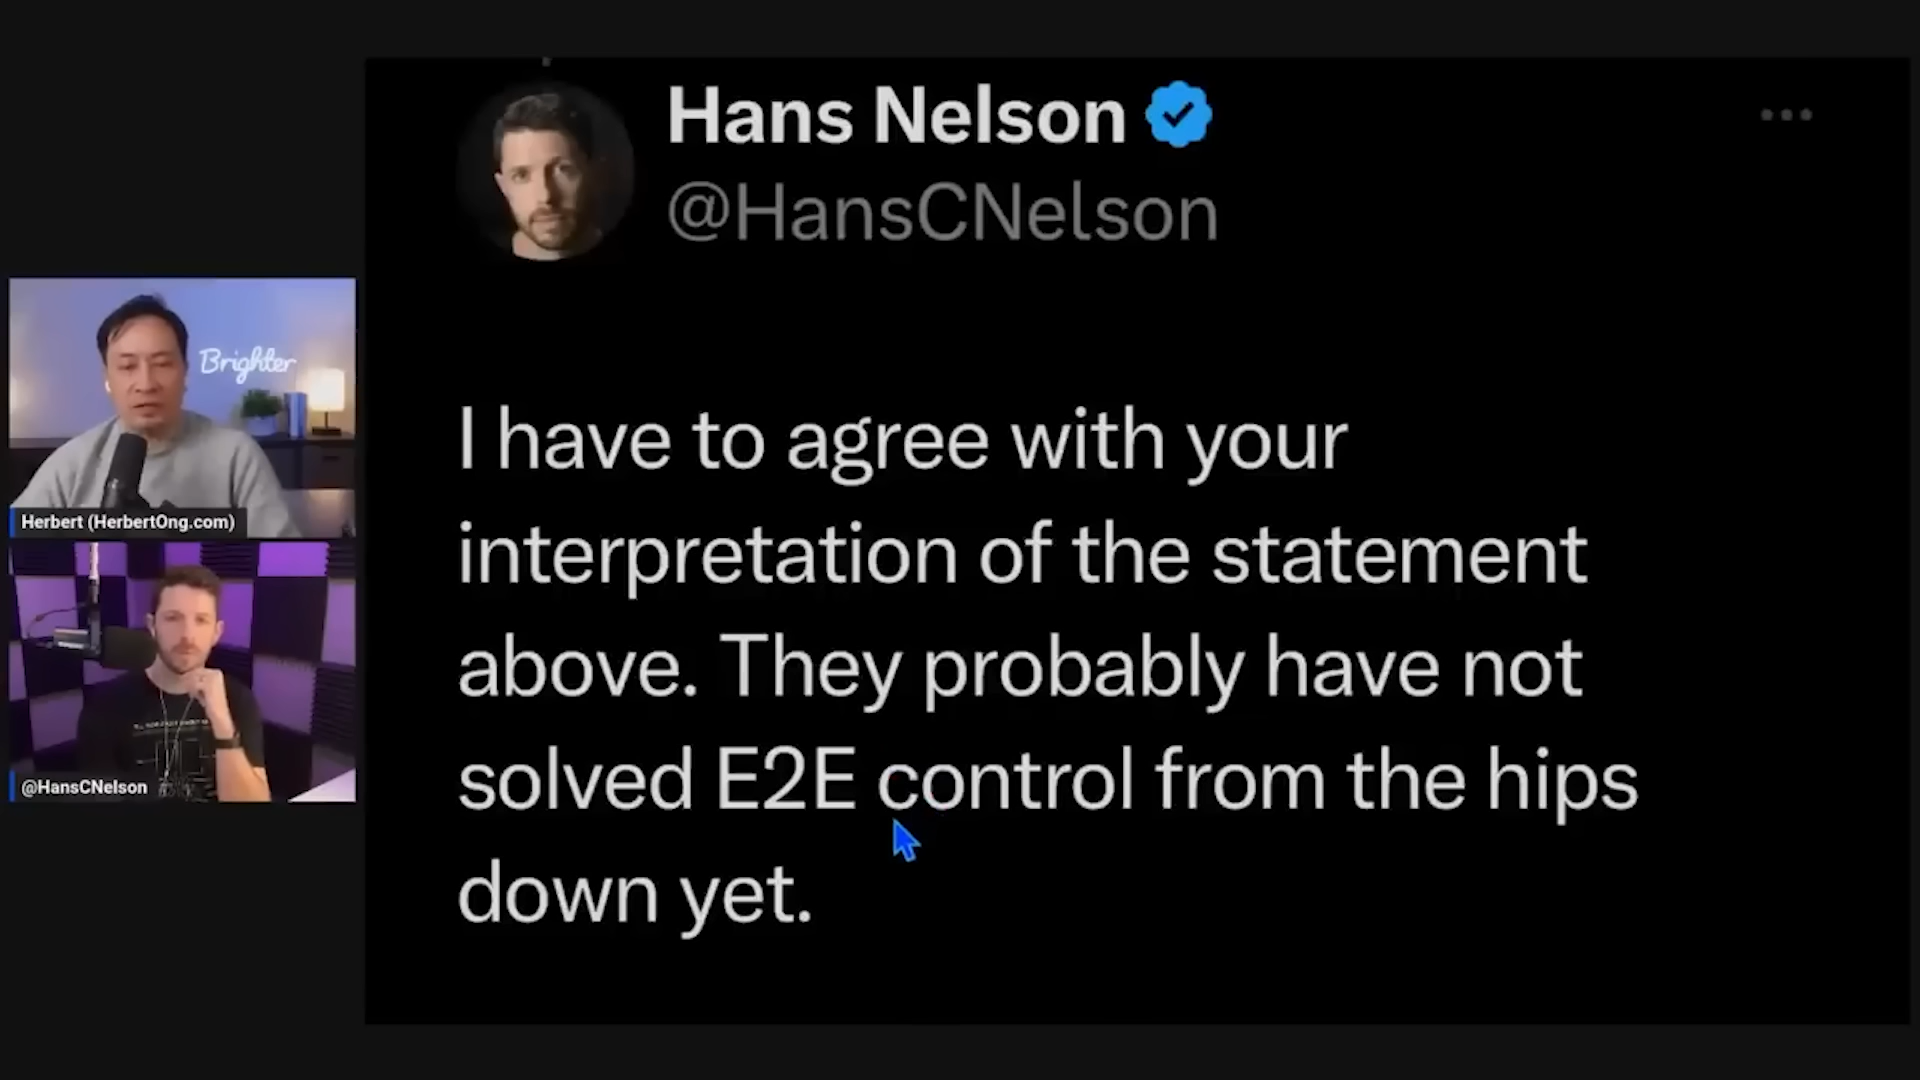 Hans Nelson
@HansCNelson
I have to agree with your
interpretation of the statement
above. They probably have not
solved E2E control from the hips
down yet.
Brighter
Herbert (HerbertOng.com)
@HansCNelson